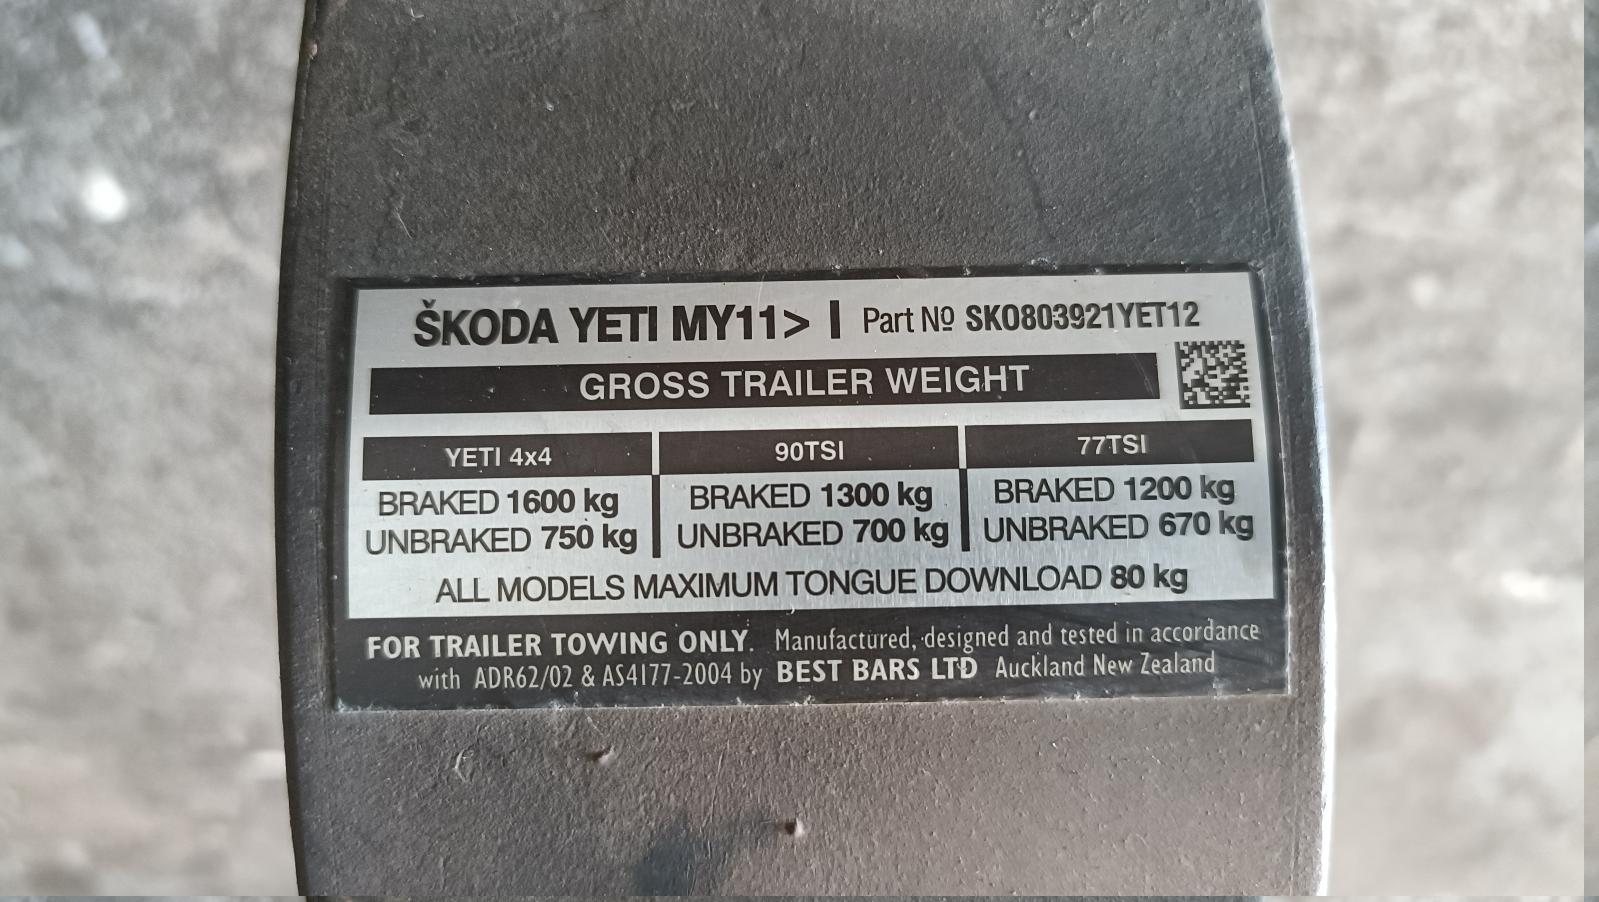 ŠKODA YETI MY11> | Part Nº SKO803921YET12
GROSS TRAILER WEIGHT
YETI 4x4 90TSI 77TSI
BRAKED 1600 kg BRAKED 1300 kg BRAKED 1200 kg
UNBRAKED 750 kg UNBRAKED 700 kg UNBRAKED 670 kg
ALL MODELS MAXIMUM TONGUE DOWNLOAD 80 kg
FOR TRAILER TOWING ONLY. Manufactured, designed and tested in accordance
with ADR62/02 & AS4177-2004 by BEST BARS LTD Auckland New Zealand